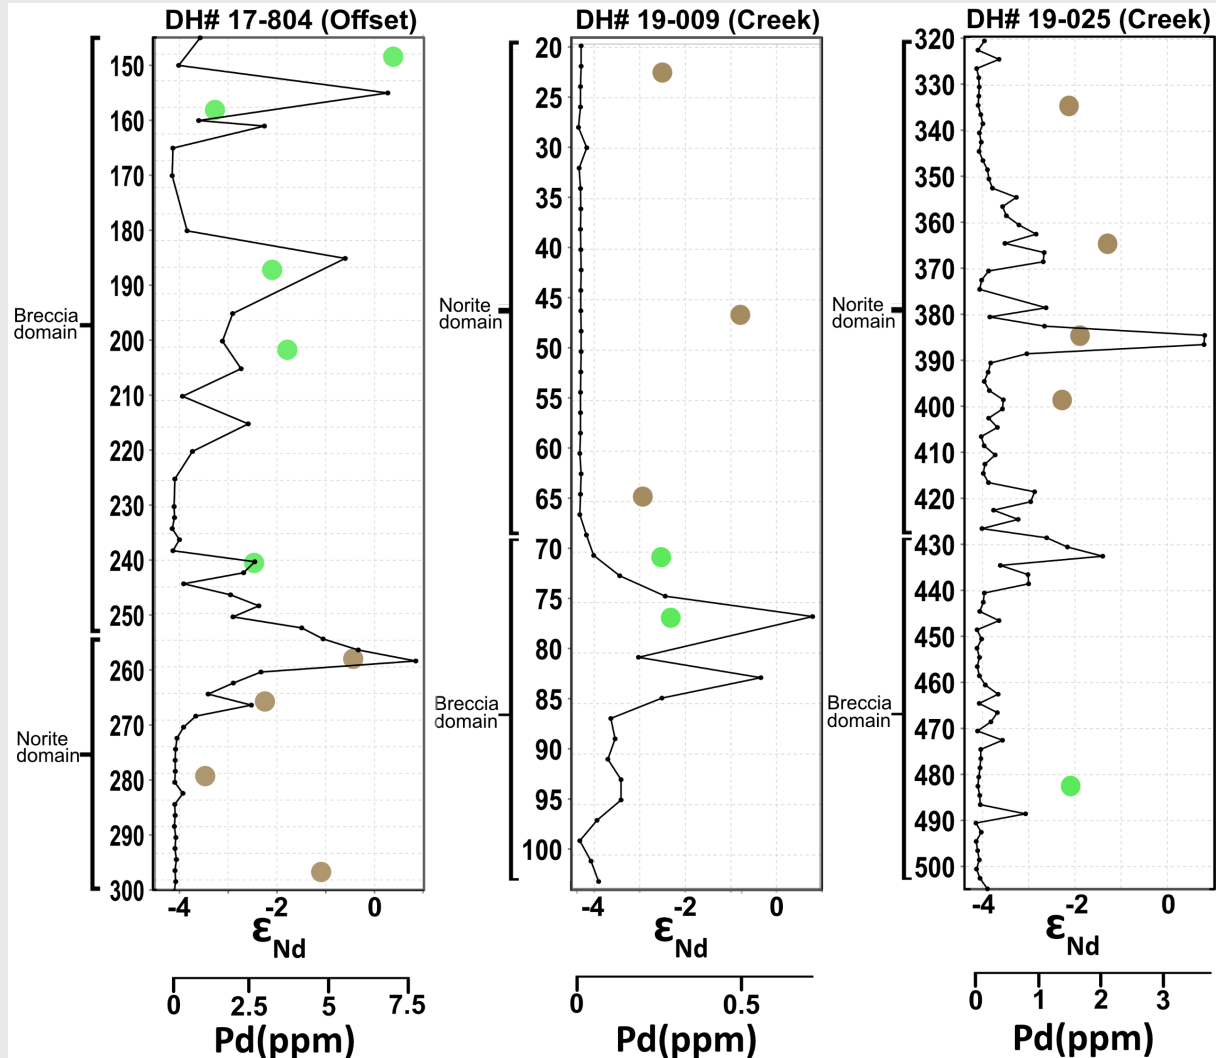 DH# 17-804 (Offset)
150
160
170
180
190
200
210
220
230
240
250
260
270
280
290
300
Breccia
domain
Norite
domain
-4 -2 0
εNd
0 2.5 5 7.5
Pd(ppm)
DH# 19-009 (Creek)
20
25
30
35
40
45
50
55
60
65
70
75
80
85
90
95
100
Norite
domain
Breccia
domain
-4 -2 0
εNd
0 0.5
Pd(ppm)
DH# 19-025 (Creek)
320
330
340
350
360
370
380
390
400
410
420
430
440
450
460
470
480
490
500
Norite
domain
Breccia
domain
-4 -2 0
εNd
0 1 2 3
Pd(ppm)